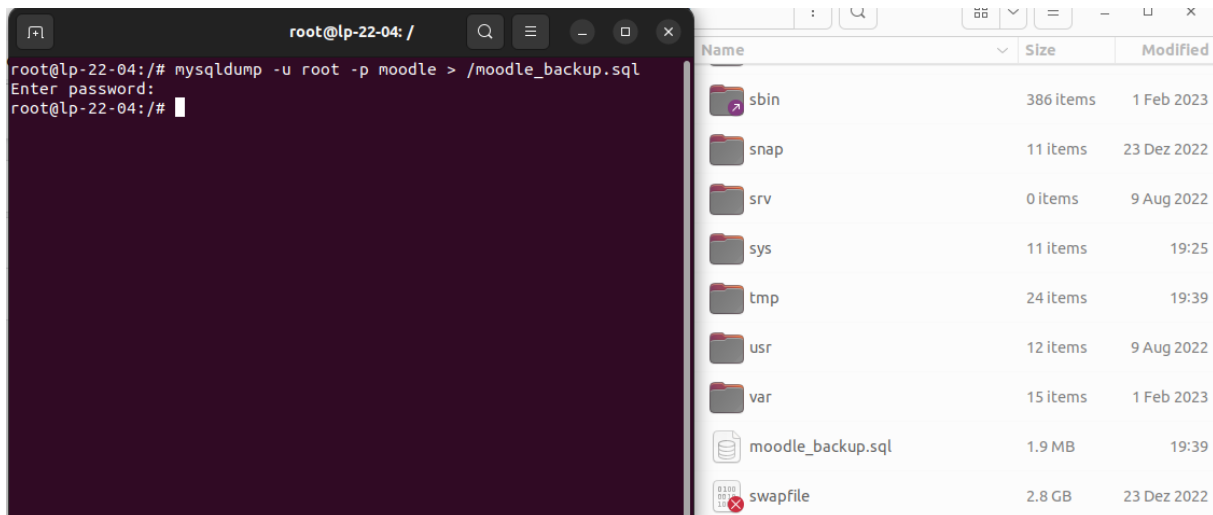 root@lp-22-04: /
root@lp-22-04:/# mysqldump -u root -p moodle > /moodle_backup.sql
Enter password:
root@lp-22-04:/#
Name Size Modified
sbin 386 items 1 Feb 2023
snap 11 items 23 Dez 2022
srv 0 items 9 Aug 2022
sys 11 items 19:25
tmp 24 items 19:39
usr 12 items 9 Aug 2022
var 15 items 1 Feb 2023
moodle_backup.sql 1.9 MB 19:39
swapfile 2.8 GB 23 Dez 2022